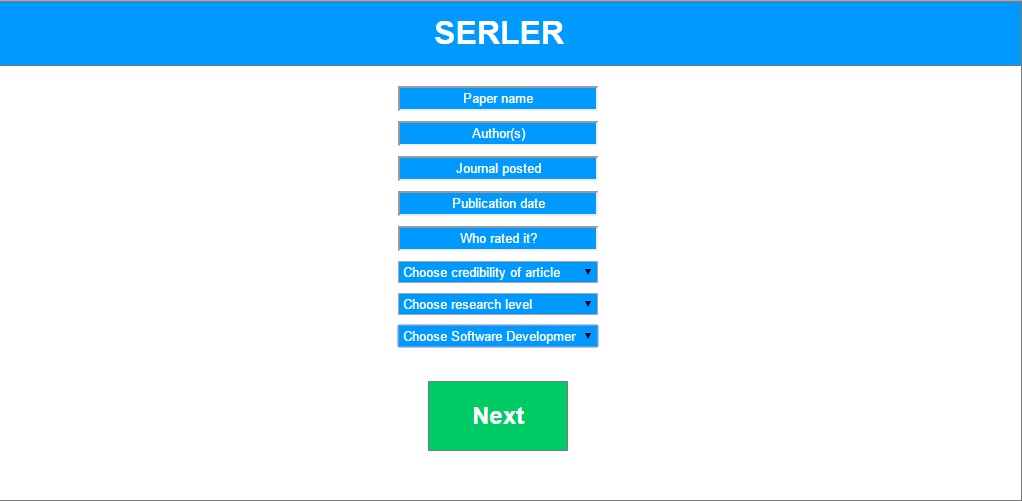 SERLER
Paper name
Author(s)
Journal posted
Publication date
Who rated it?
Choose credibility of article
Choose research level
Choose Software Developmer
Next